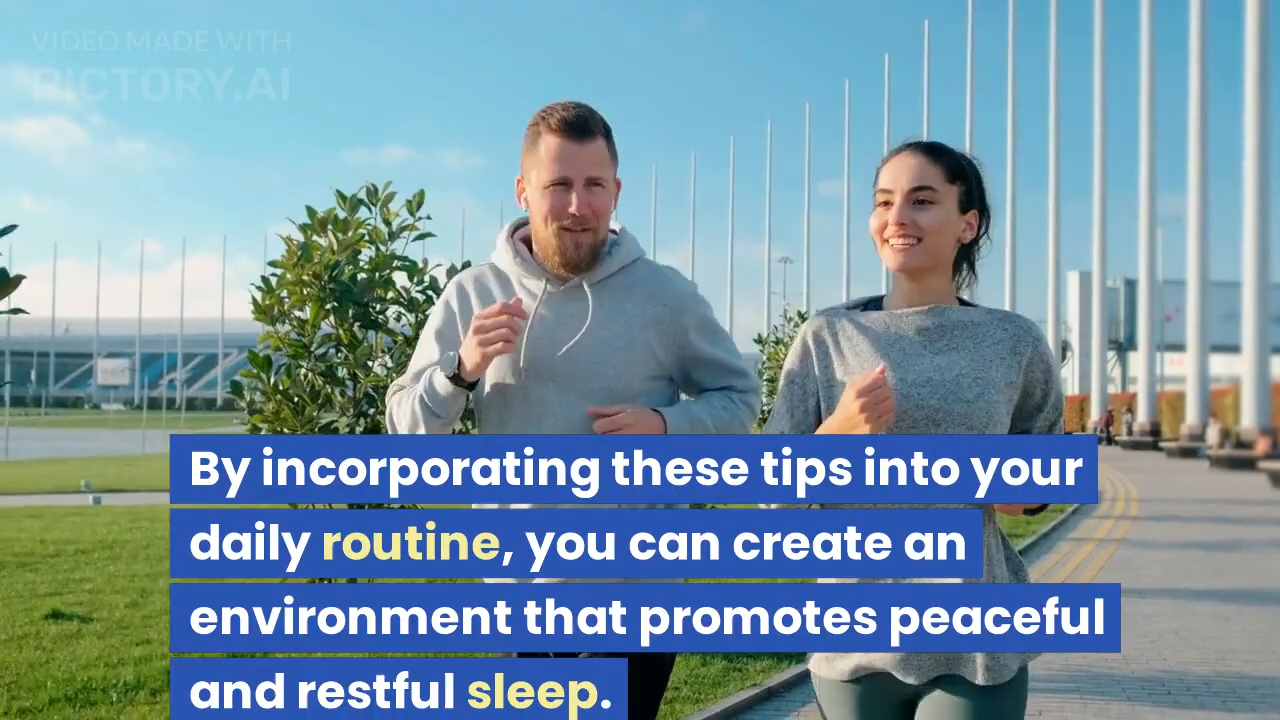 VIDEO MADE WITH
PICTORY.AI
By incorporating these tips into your
daily routine, you can create an
environment that promotes peaceful
and restful sleep.